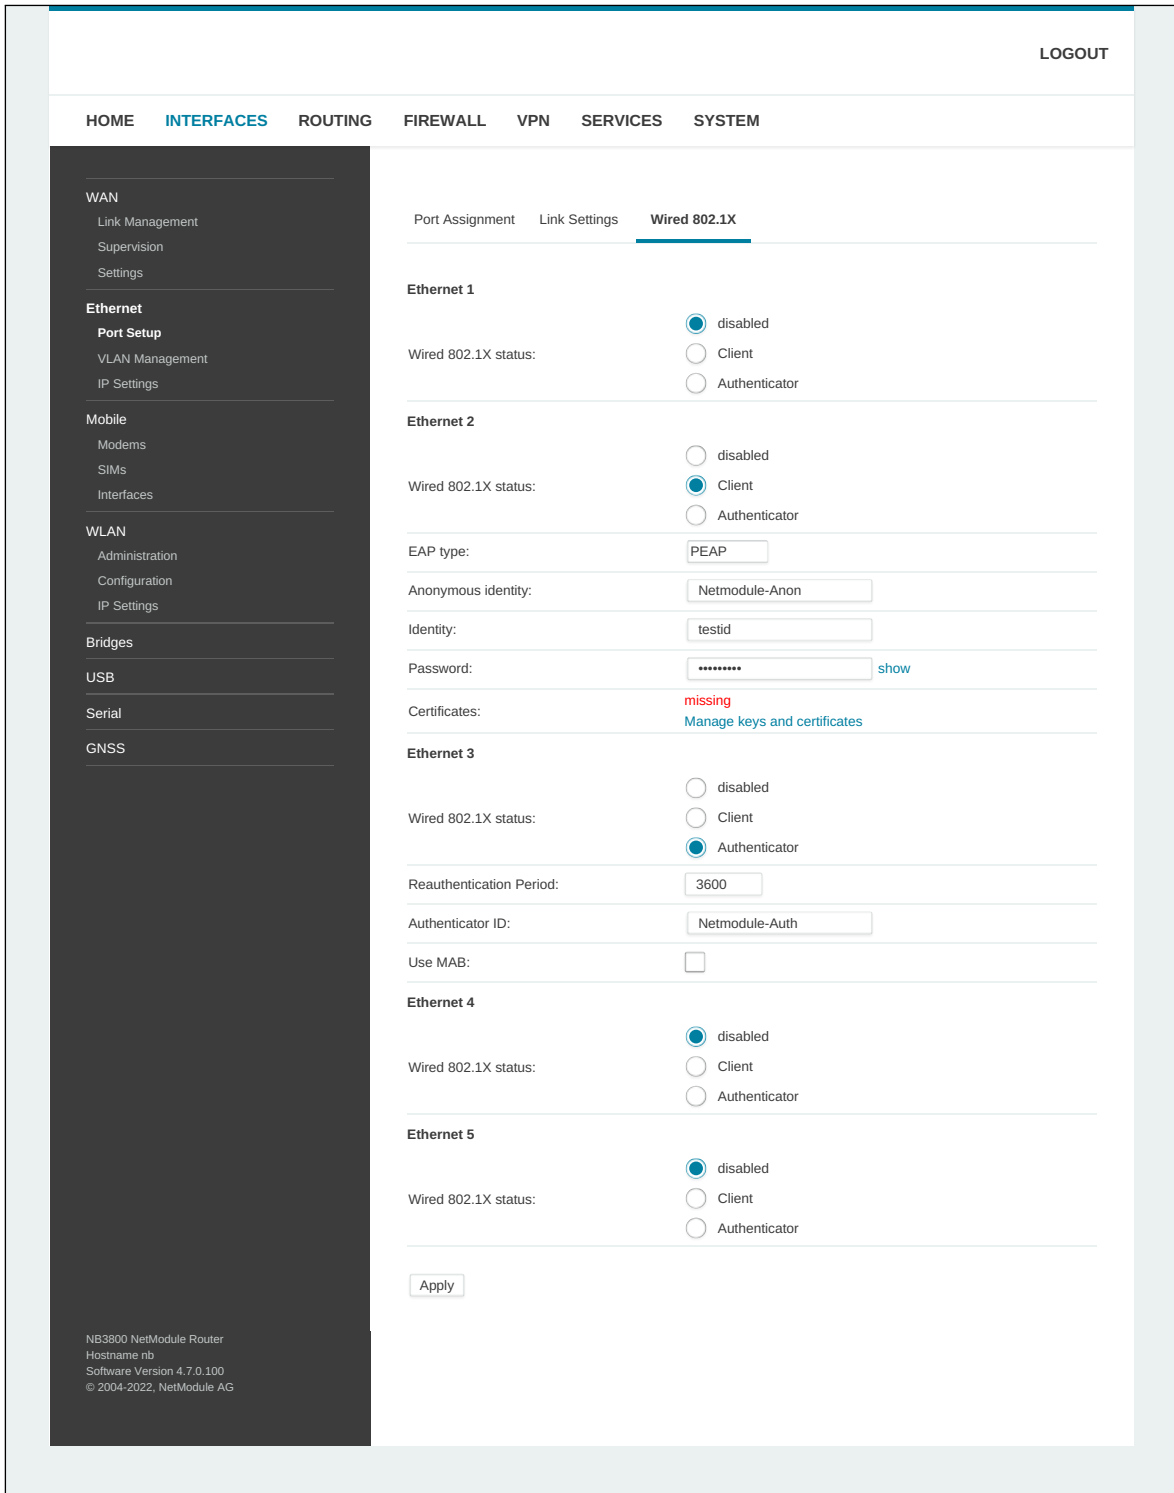 LOGOUT
HOME INTERFACES ROUTING FIREWALL VPN SERVICES SYSTEM
WAN
Link Management
Supervision
Settings
Ethernet
Port Setup
VLAN Management
IP Settings
Mobile
Modems
SIMs
Interfaces
WLAN
Administration
Configuration
IP Settings
Bridges
USB
Serial
GNSS
NB3800 NetModule Router
Hostname nb
Software Version 4.7.0.100
© 2004-2022, NetModule AG
Port Assignment Link Settings Wired 802.1X
Ethernet 1
Wired 802.1X status:
disabled
Client
Authenticator
Ethernet 2
Wired 802.1X status:
disabled
Client
Authenticator
EAP type: PEAP
Anonymous identity: Netmodule-Anon
Identity: testid
Password: ••••••••• show
Certificates:
missing
Manage keys and certificates
Ethernet 3
Wired 802.1X status:
disabled
Client
Authenticator
Reauthentication Period: 3600
Authenticator ID: Netmodule-Auth
Use MAB:
Ethernet 4
Wired 802.1X status:
disabled
Client
Authenticator
Ethernet 5
Wired 802.1X status:
disabled
Client
Authenticator
Apply